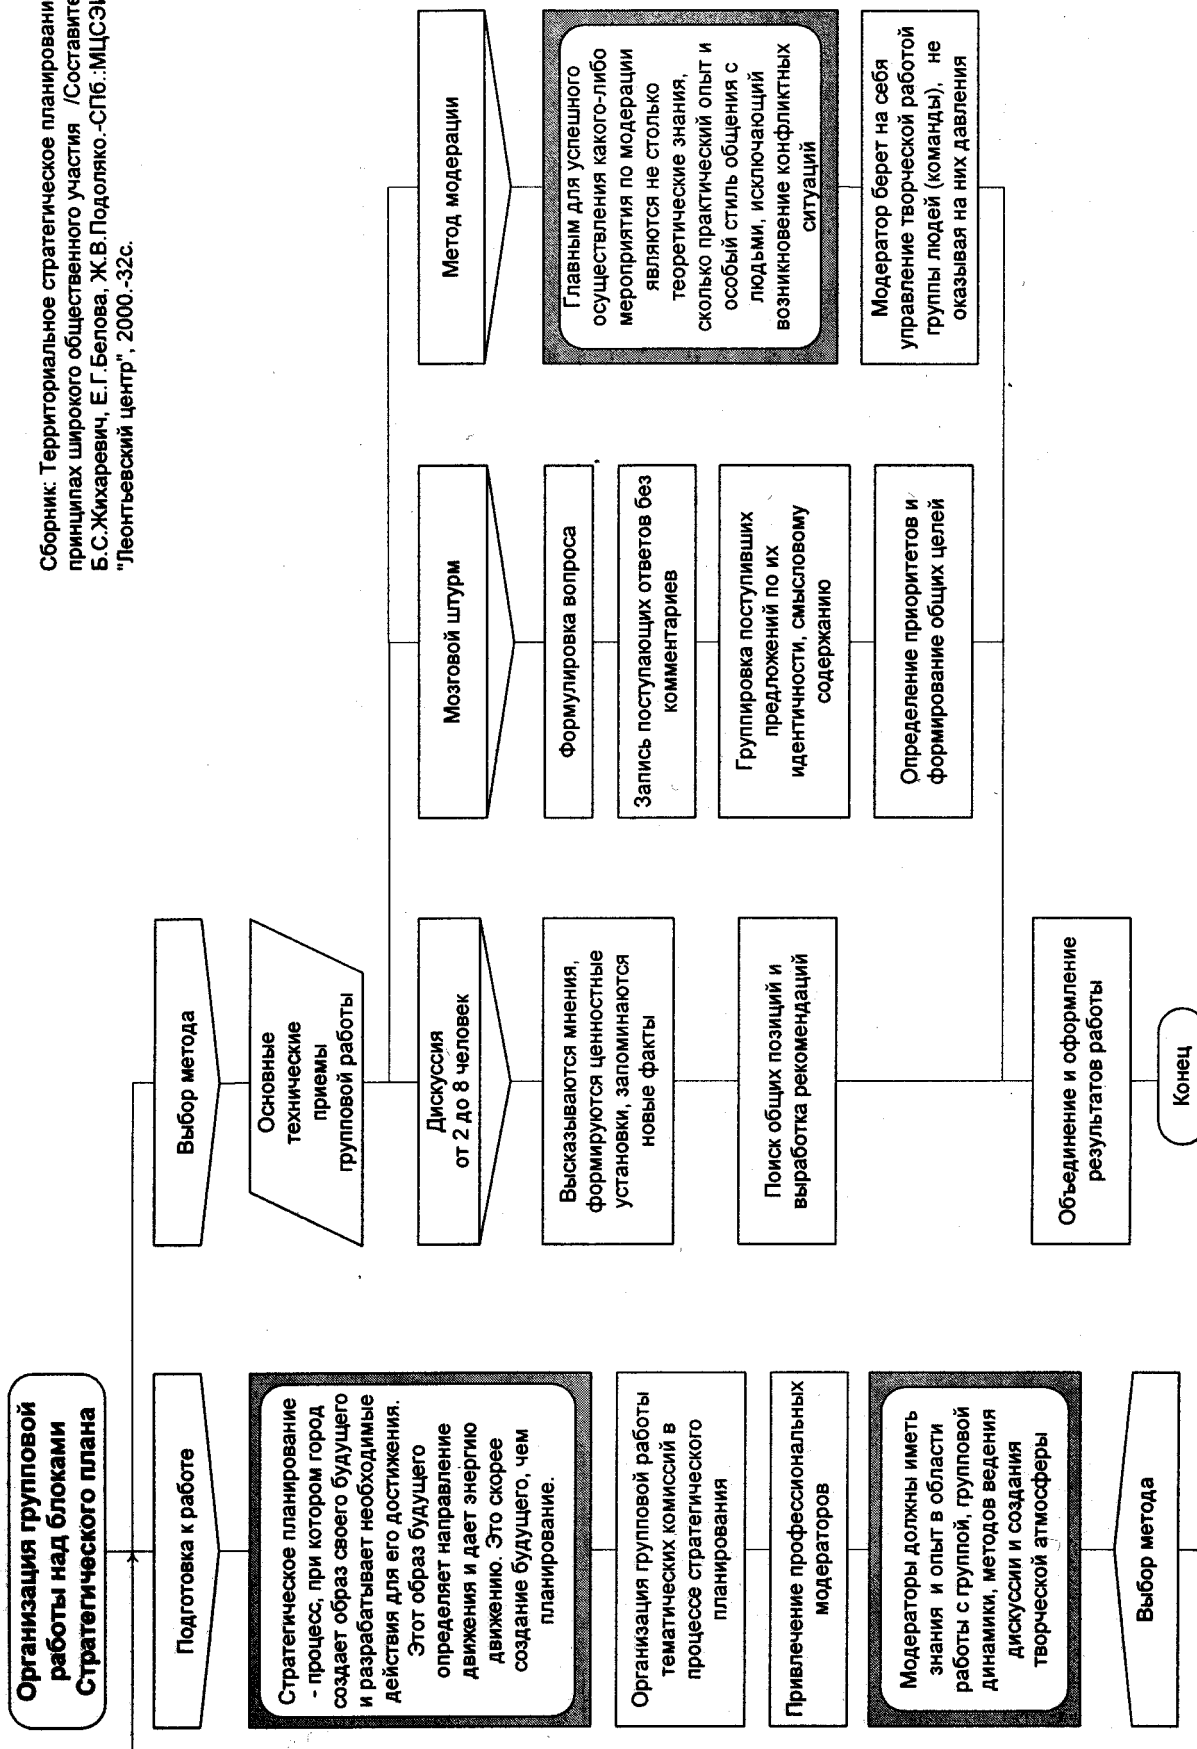 Сборник: Территориальное стратегическое планирование
принципах широкого общественного участия /Составители
Б.С.Жихаревич, Е.Г.Белова, Ж.В.Подоляко.-СПб.:МЦСЭИ
"Леонтьевский центр", 2000.-32с.
Организация групповой
работы над блоками
Стратегического плана
Подготовка к работе
Стратегическое планирование
- процесс, при котором город
создает образ своего будущего
и разрабатывает необходимые
действия для его достижения.
Этот образ будущего
определяет направление
движения и дает энергию
движению. Это скорее
создание будущего, чем
планирование.
Организация групповой работы
тематических комиссий в
процессе стратегического
планирования
Привлечение профессиональных
модераторов
Модераторы должны иметь
знания и опыт в области
работы с группой, групповой
динамики, методов ведения
дискуссии и создания
творческой атмосферы
Выбор метода
Выбор метода
Основные
технические
приемы
групповой работы
Дискуссия
от 2 до 8 человек
Высказываются мнения,
формируются ценностные
установки, запоминаются
новые факты
Поиск общих позиций и
выработка рекомендаций
Объединение и оформление
результатов работы
Конец
Мозговой штурм
Формулировка вопроса
Запись поступающих ответов без
комментариев
Группировка поступивших
предложений по их
идентичности, смысловому
содержанию
Определение приоритетов и
формирование общих целей
Метод модерации
Главным для успешного
осуществления какого-либо
мероприятия по модерации
являются не столько
теоретические знания,
сколько практический опыт и
особый стиль общения с
людьми, исключающий
возникновение конфликтных
ситуаций
Модератор берет на себя
управление творческой работой
группы людей (команды), не
оказывая на них давления